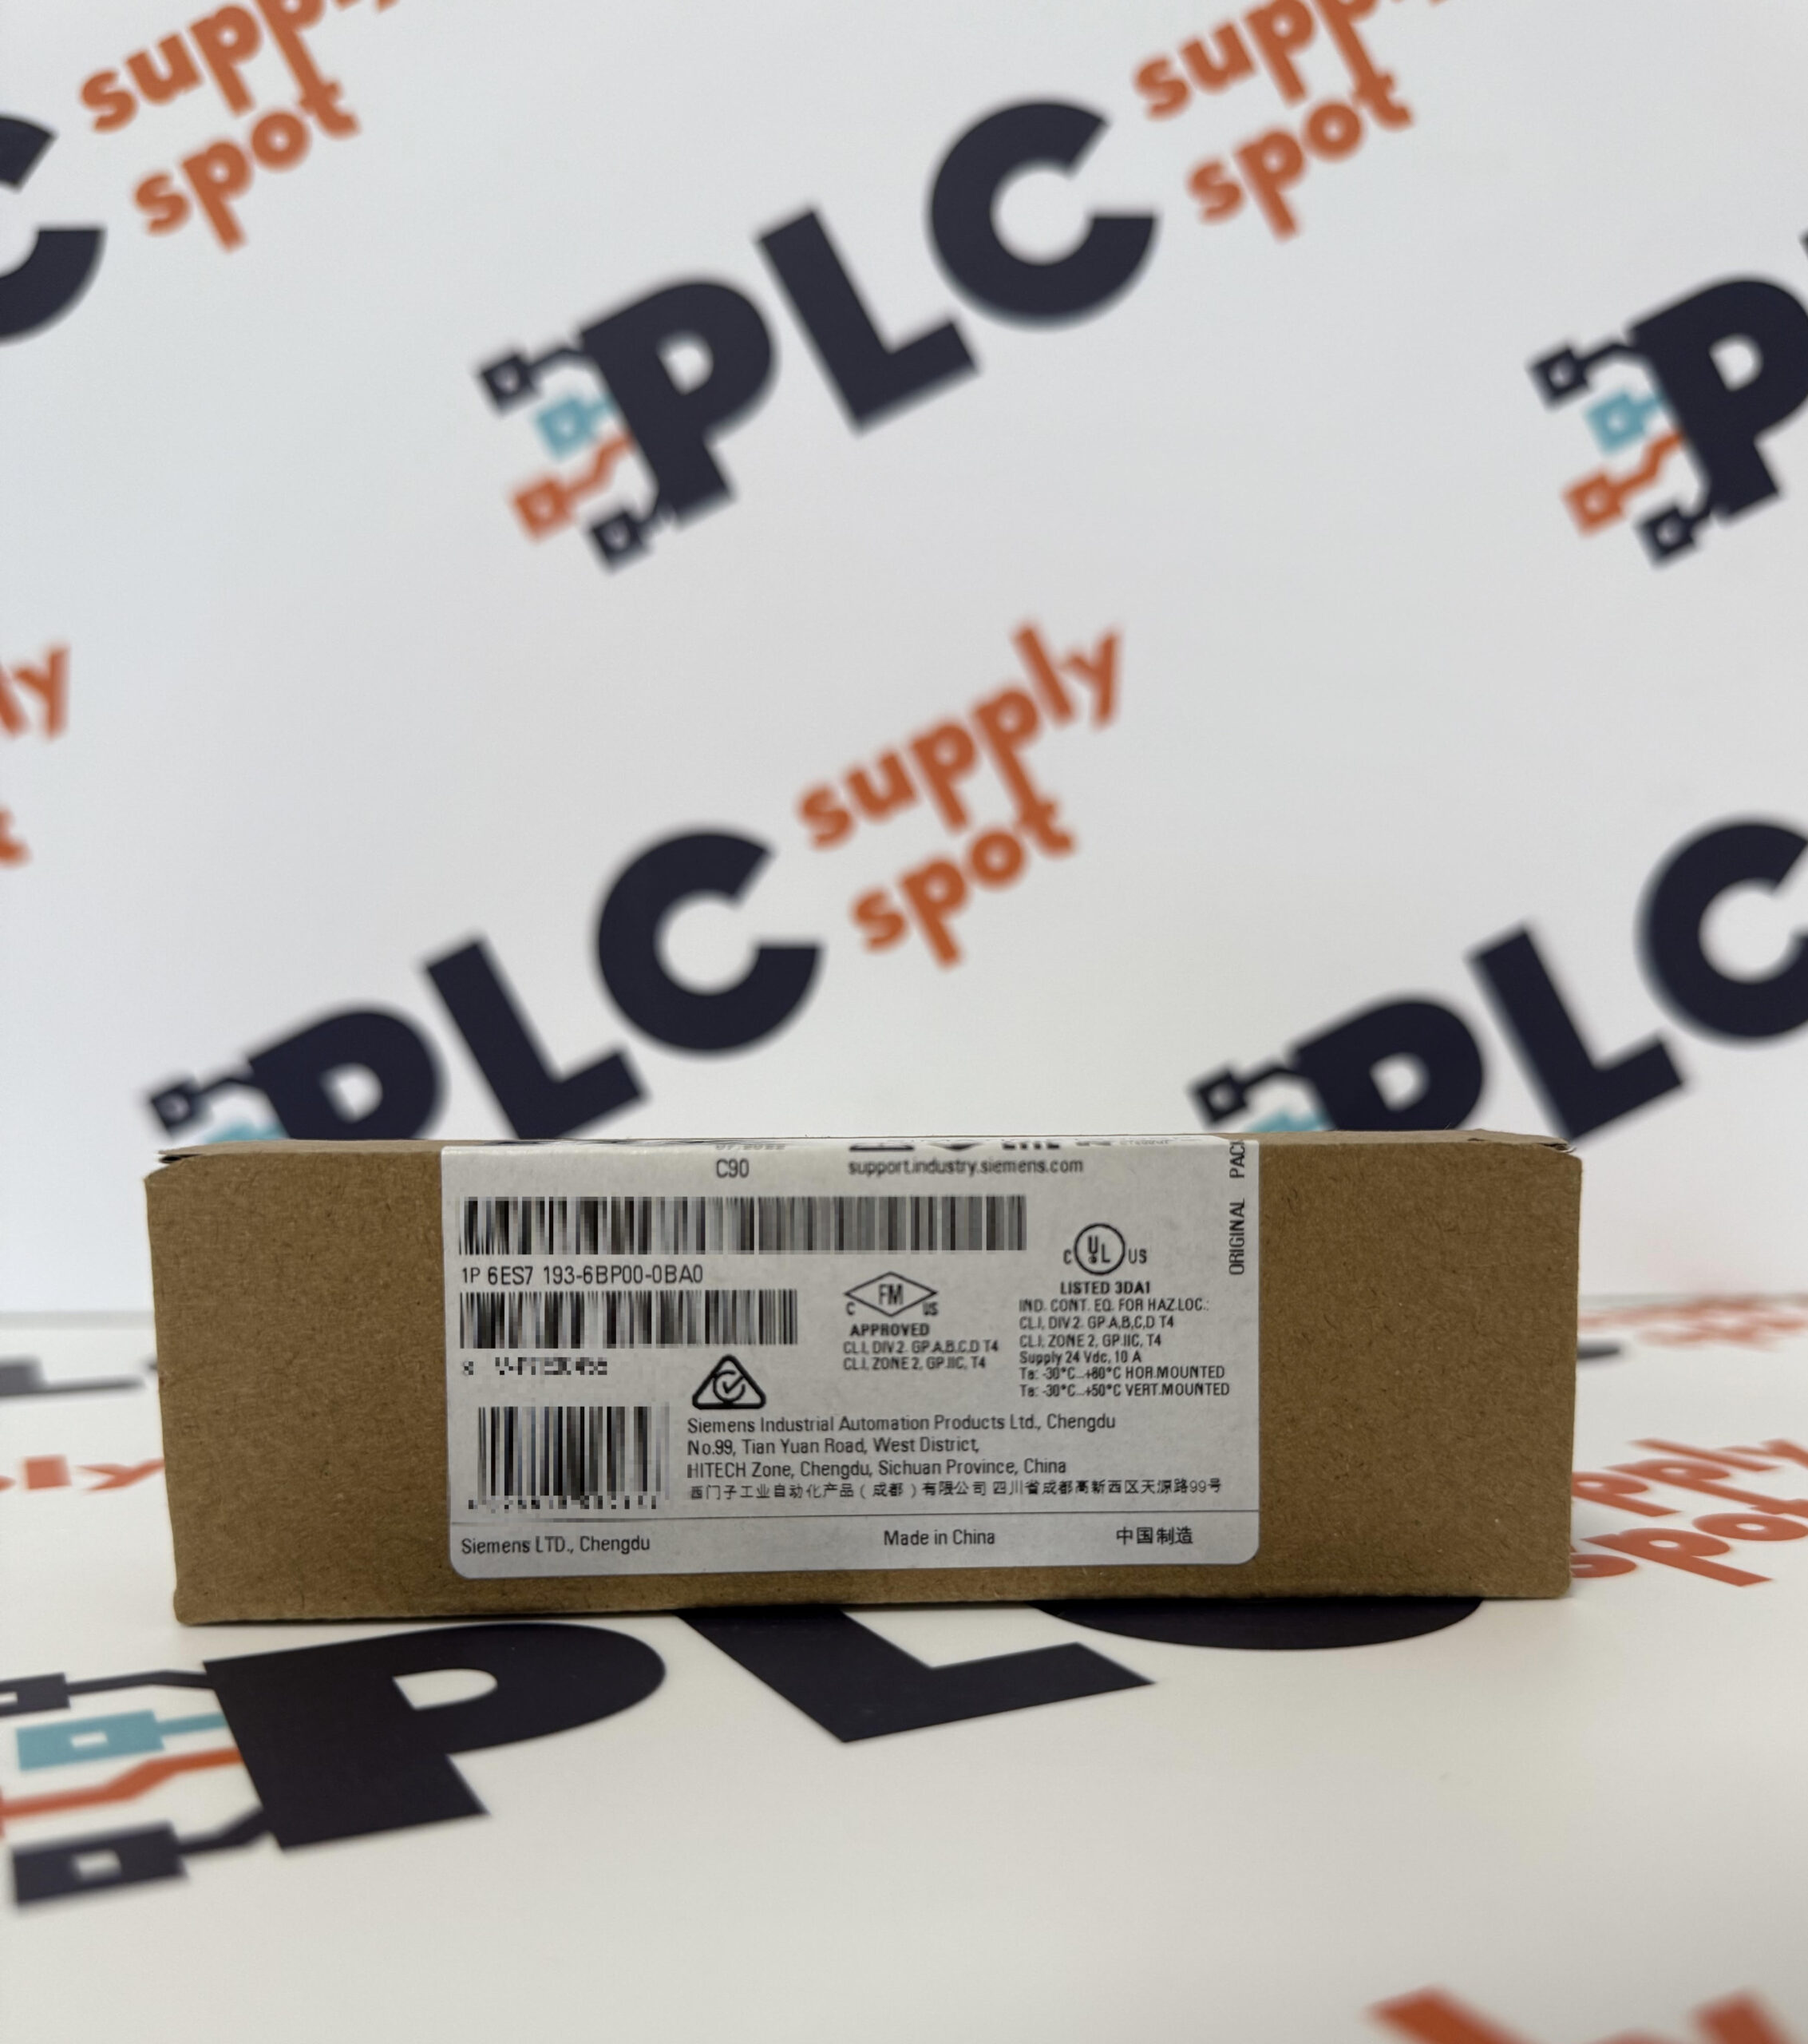 supply
spot
PLC
supply
spot
PLC
supply
spot
PLC
PLC
C90
support.industry.siemens.com
ORIGINAL
1P 6ES7 193-6BP00-0BA0
C UL US
LISTED 3DA1
IND. CONT. EQ. FOR HAZ.LOC.:
CL.I, DIV.2. GP.A,B,C,D T4
CL.I, ZONE 2, GP.IIC, T4
Supply 24 Vdc, 10 A
Ta: -30°C...+60°C HOR.MOUNTED
Ta: -30°C...+50°C VERT.MOUNTED
C FM US
APPROVED
CL.I, DIV.2. GP.A,B,C,D T4
CL.I, ZONE 2, GP.IIC, T4
Siemens Industrial Automation Products Ltd., Chengdu
No.99, Tian Yuan Road, West District,
HITECH Zone, Chengdu, Sichuan Province, China
西门子工业自动化产品（成都）有限公司 四川省成都高新西区天源路99号
Siemens LTD., Chengdu
Made in China
中国制造
PLC
spot